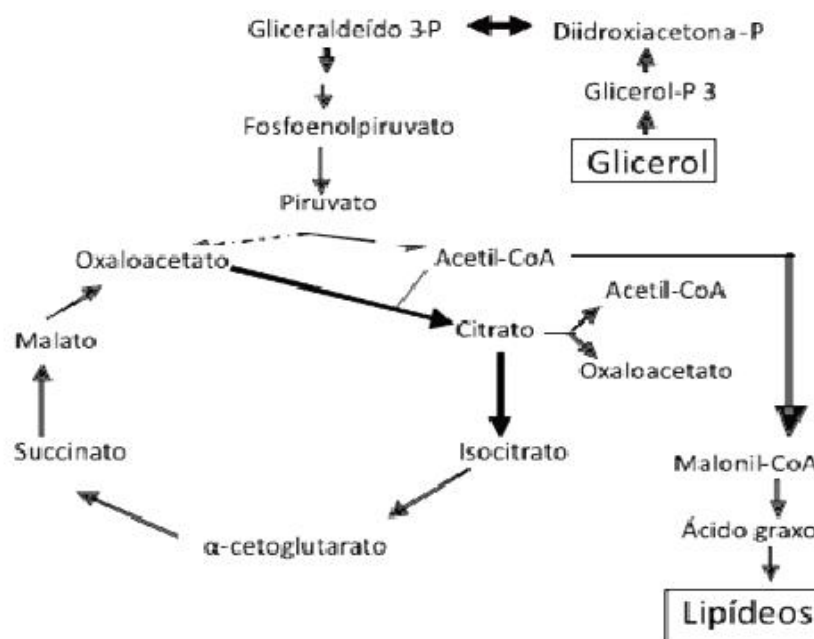 Gliceraldeído 3-P
Diidroxiacetona-P
Glicerol-P 3
Fosfoenolpiruvato
Glicerol
Piruvato
Oxaloacetato
Acetil-CoA
Acetil-CoA
Malato
Citrato
Oxaloacetato
Succinato
Isocitrato
Malonil-CoA
α-cetoglutarato
Ácido graxo
Lipídeos